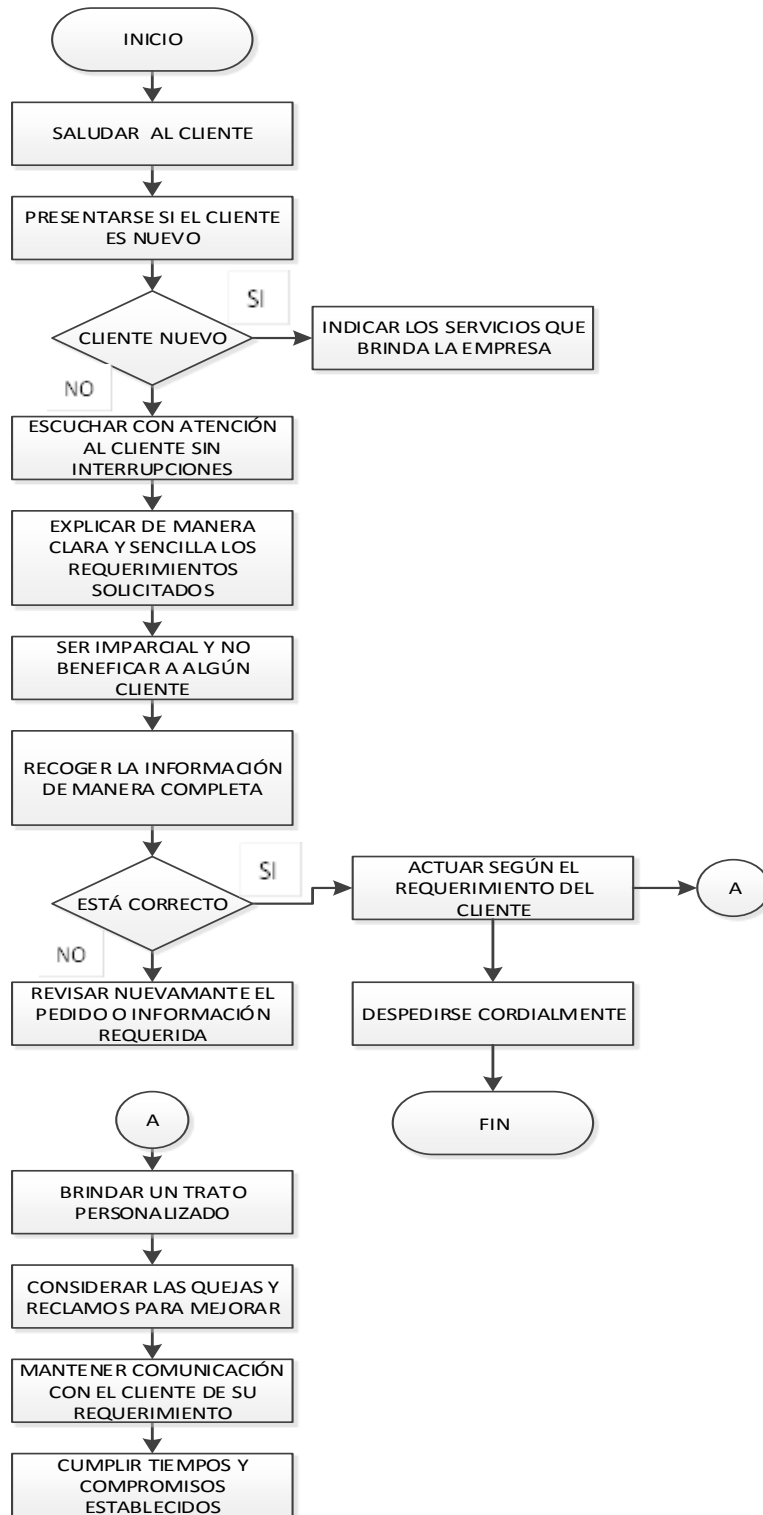 INICIO
SALUDAR AL CLIENTE
PRESENTARSE SI EL CLIENTE
ES NUEVO
SI
CLIENTE NUEVO
INDICAR LOS SERVICIOS QUE
BRINDA LA EMPRESA
NO
ESCUCHAR CON ATENCIÓN
AL CLIENTE SIN
INTERRUPCIONES
EXPLICAR DE MANERA
CLARA Y SENCILLA LOS
REQUERIMIENTOS
SOLICITADOS
SER IMPARCIAL Y NO
BENEFICAR A ALGÚN
CLIENTE
RECOGER LA INFORMACIÓN
DE MANERA COMPLETA
SI
ESTÁ CORRECTO
ACTUAR SEGÚN EL
REQUERIMIENTO DEL
CLIENTE
A
NO
REVISAR NUEVAMANTE EL
PEDIDO O INFORMACIÓN
REQUERIDA
DESPEDIRSE CORDIALMENTE
FIN
A
BRINDAR UN TRATO
PERSONALIZADO
CONSIDERAR LAS QUEJAS Y
RECLAMOS PARA MEJORAR
MANTENER COMUNICACIÓN
CON EL CLIENTE DE SU
REQUERIMIENTO
CUMPLIR TIEMPOS Y
COMPROMISOS
ESTABLECIDOS